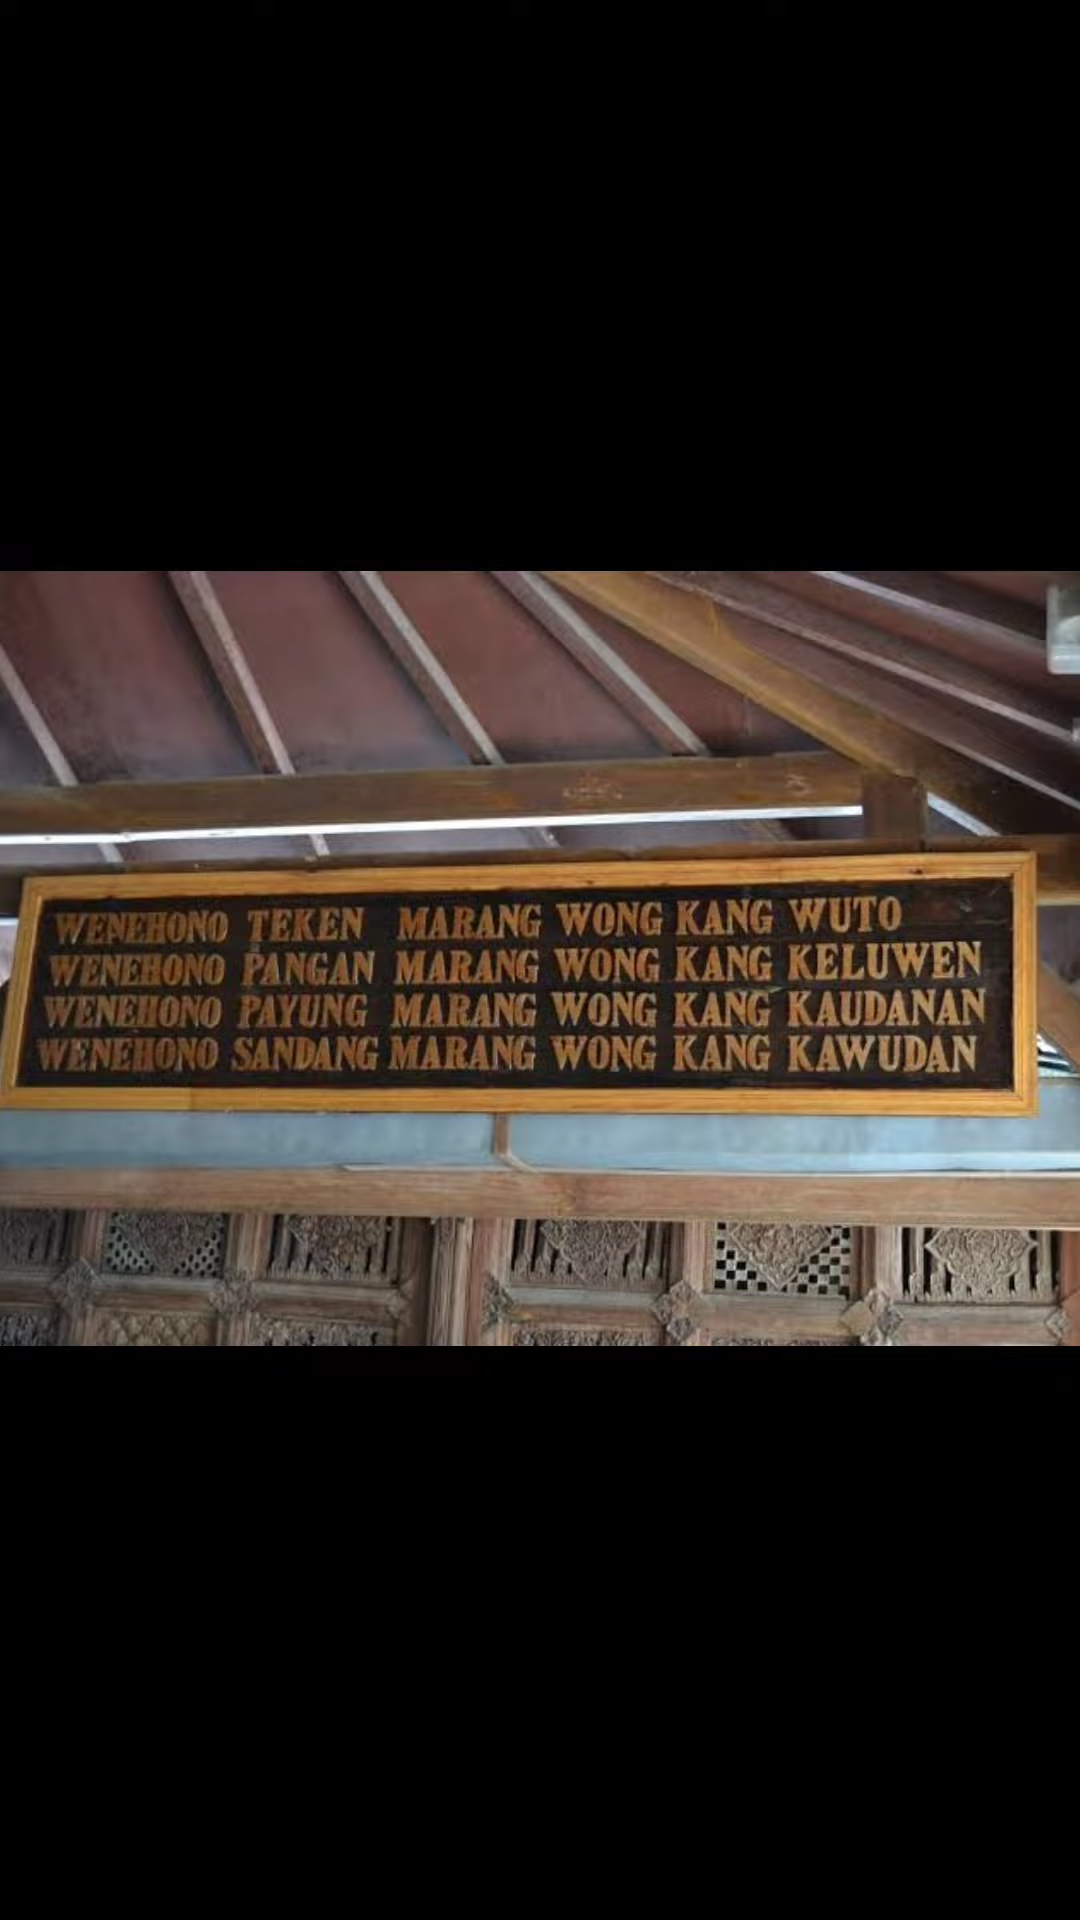 WENEHONO TEKEN MARANG WONG KANG WUTO
WENEHONO PANGAN MARANG WONG KANG KELUWEN
WENEHONO PAYUNG MARANG WONG KANG KAUDANAN
WENEHONO SANDANG MARANG WONG KANG KAWUDAN